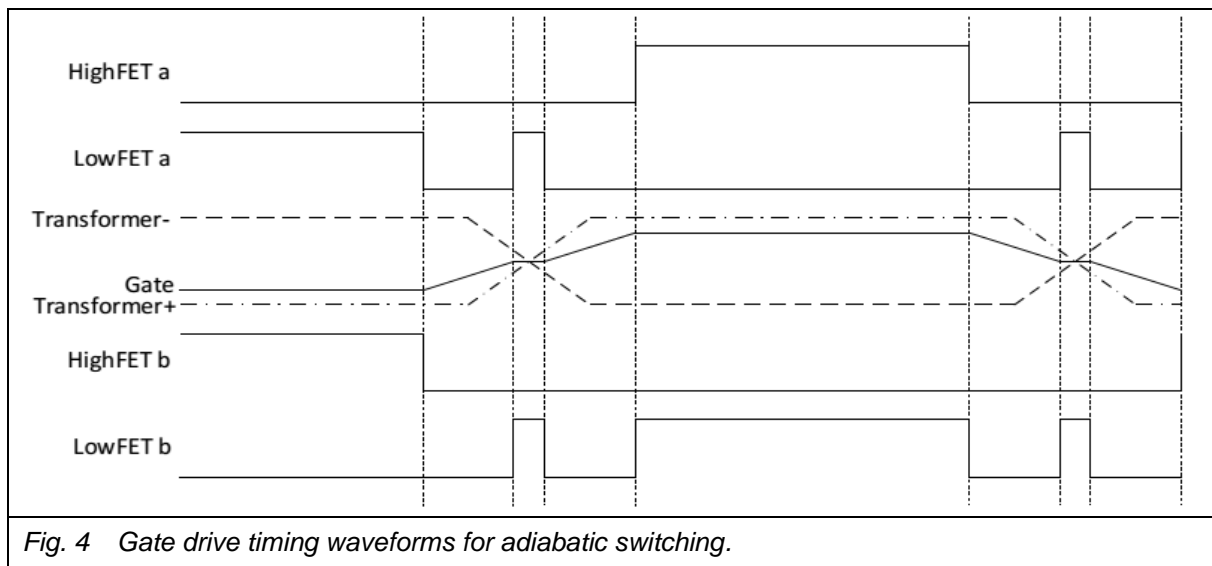 HighFET a
LowFET a
Transformer-
Gate
Transformer+
HighFET b
LowFET b
Fig. 4 Gate drive timing waveforms for adiabatic switching.